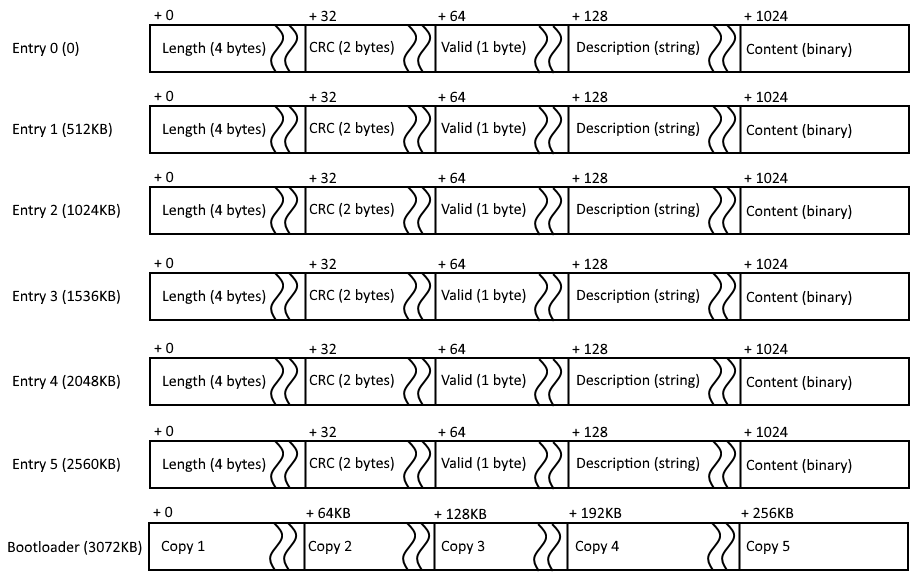 + 0 + 32 + 64 + 128 + 1024
Entry 0 (0) Length (4 bytes) CRC (2 bytes) Valid (1 byte) Description (string) Content (binary)
+ 0 + 32 + 64 + 128 + 1024
Entry 1 (512KB) Length (4 bytes) CRC (2 bytes) Valid (1 byte) Description (string) Content (binary)
+ 0 + 32 + 64 + 128 + 1024
Entry 2 (1024KB) Length (4 bytes) CRC (2 bytes) Valid (1 byte) Description (string) Content (binary)
+ 0 + 32 + 64 + 128 + 1024
Entry 3 (1536KB) Length (4 bytes) CRC (2 bytes) Valid (1 byte) Description (string) Content (binary)
+ 0 + 32 + 64 + 128 + 1024
Entry 4 (2048KB) Length (4 bytes) CRC (2 bytes) Valid (1 byte) Description (string) Content (binary)
+ 0 + 32 + 64 + 128 + 1024
Entry 5 (2560KB) Length (4 bytes) CRC (2 bytes) Valid (1 byte) Description (string) Content (binary)
+ 0 + 64KB + 128KB + 192KB + 256KB
Bootloader (3072KB) Copy 1 Copy 2 Copy 3 Copy 4 Copy 5